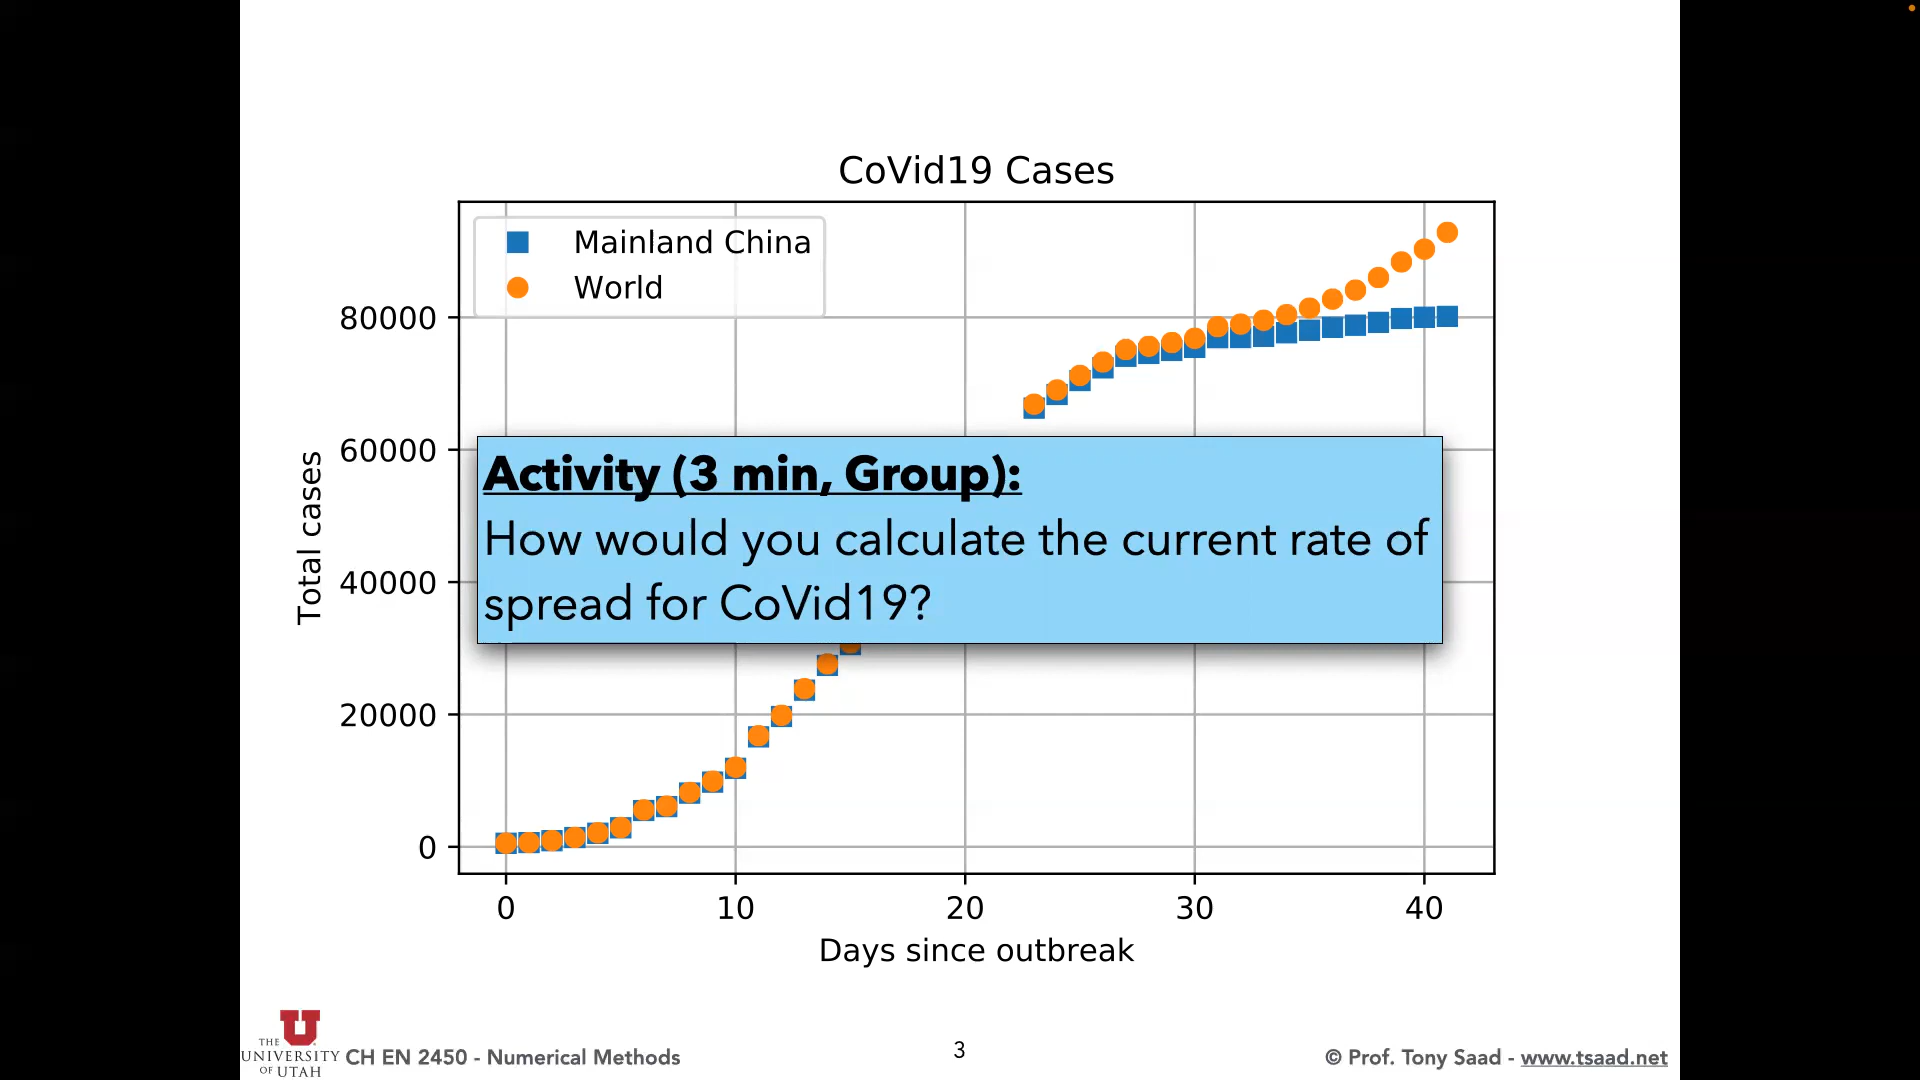 CoVid19 Cases
Mainland China
World
80000
60000
40000
20000
0
Total cases
Activity (3 min, Group):
How would you calculate the current rate of
spread for CoVid19?
0 10 20 30 40
Days since outbreak
THE
UNIVERSITY
OF UTAH
CH EN 2450 - Numerical Methods
3
© Prof. Tony Saad - www.tsaad.net